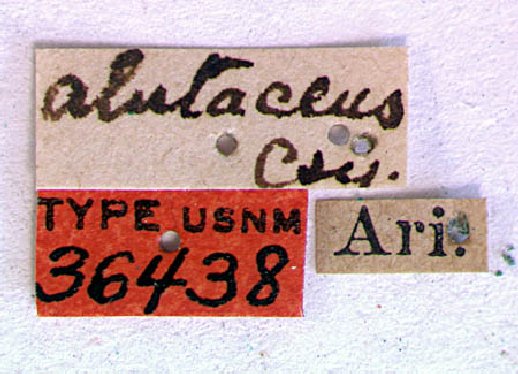 alutaceus
Csy.
TYPE USNM
36438
Ari.